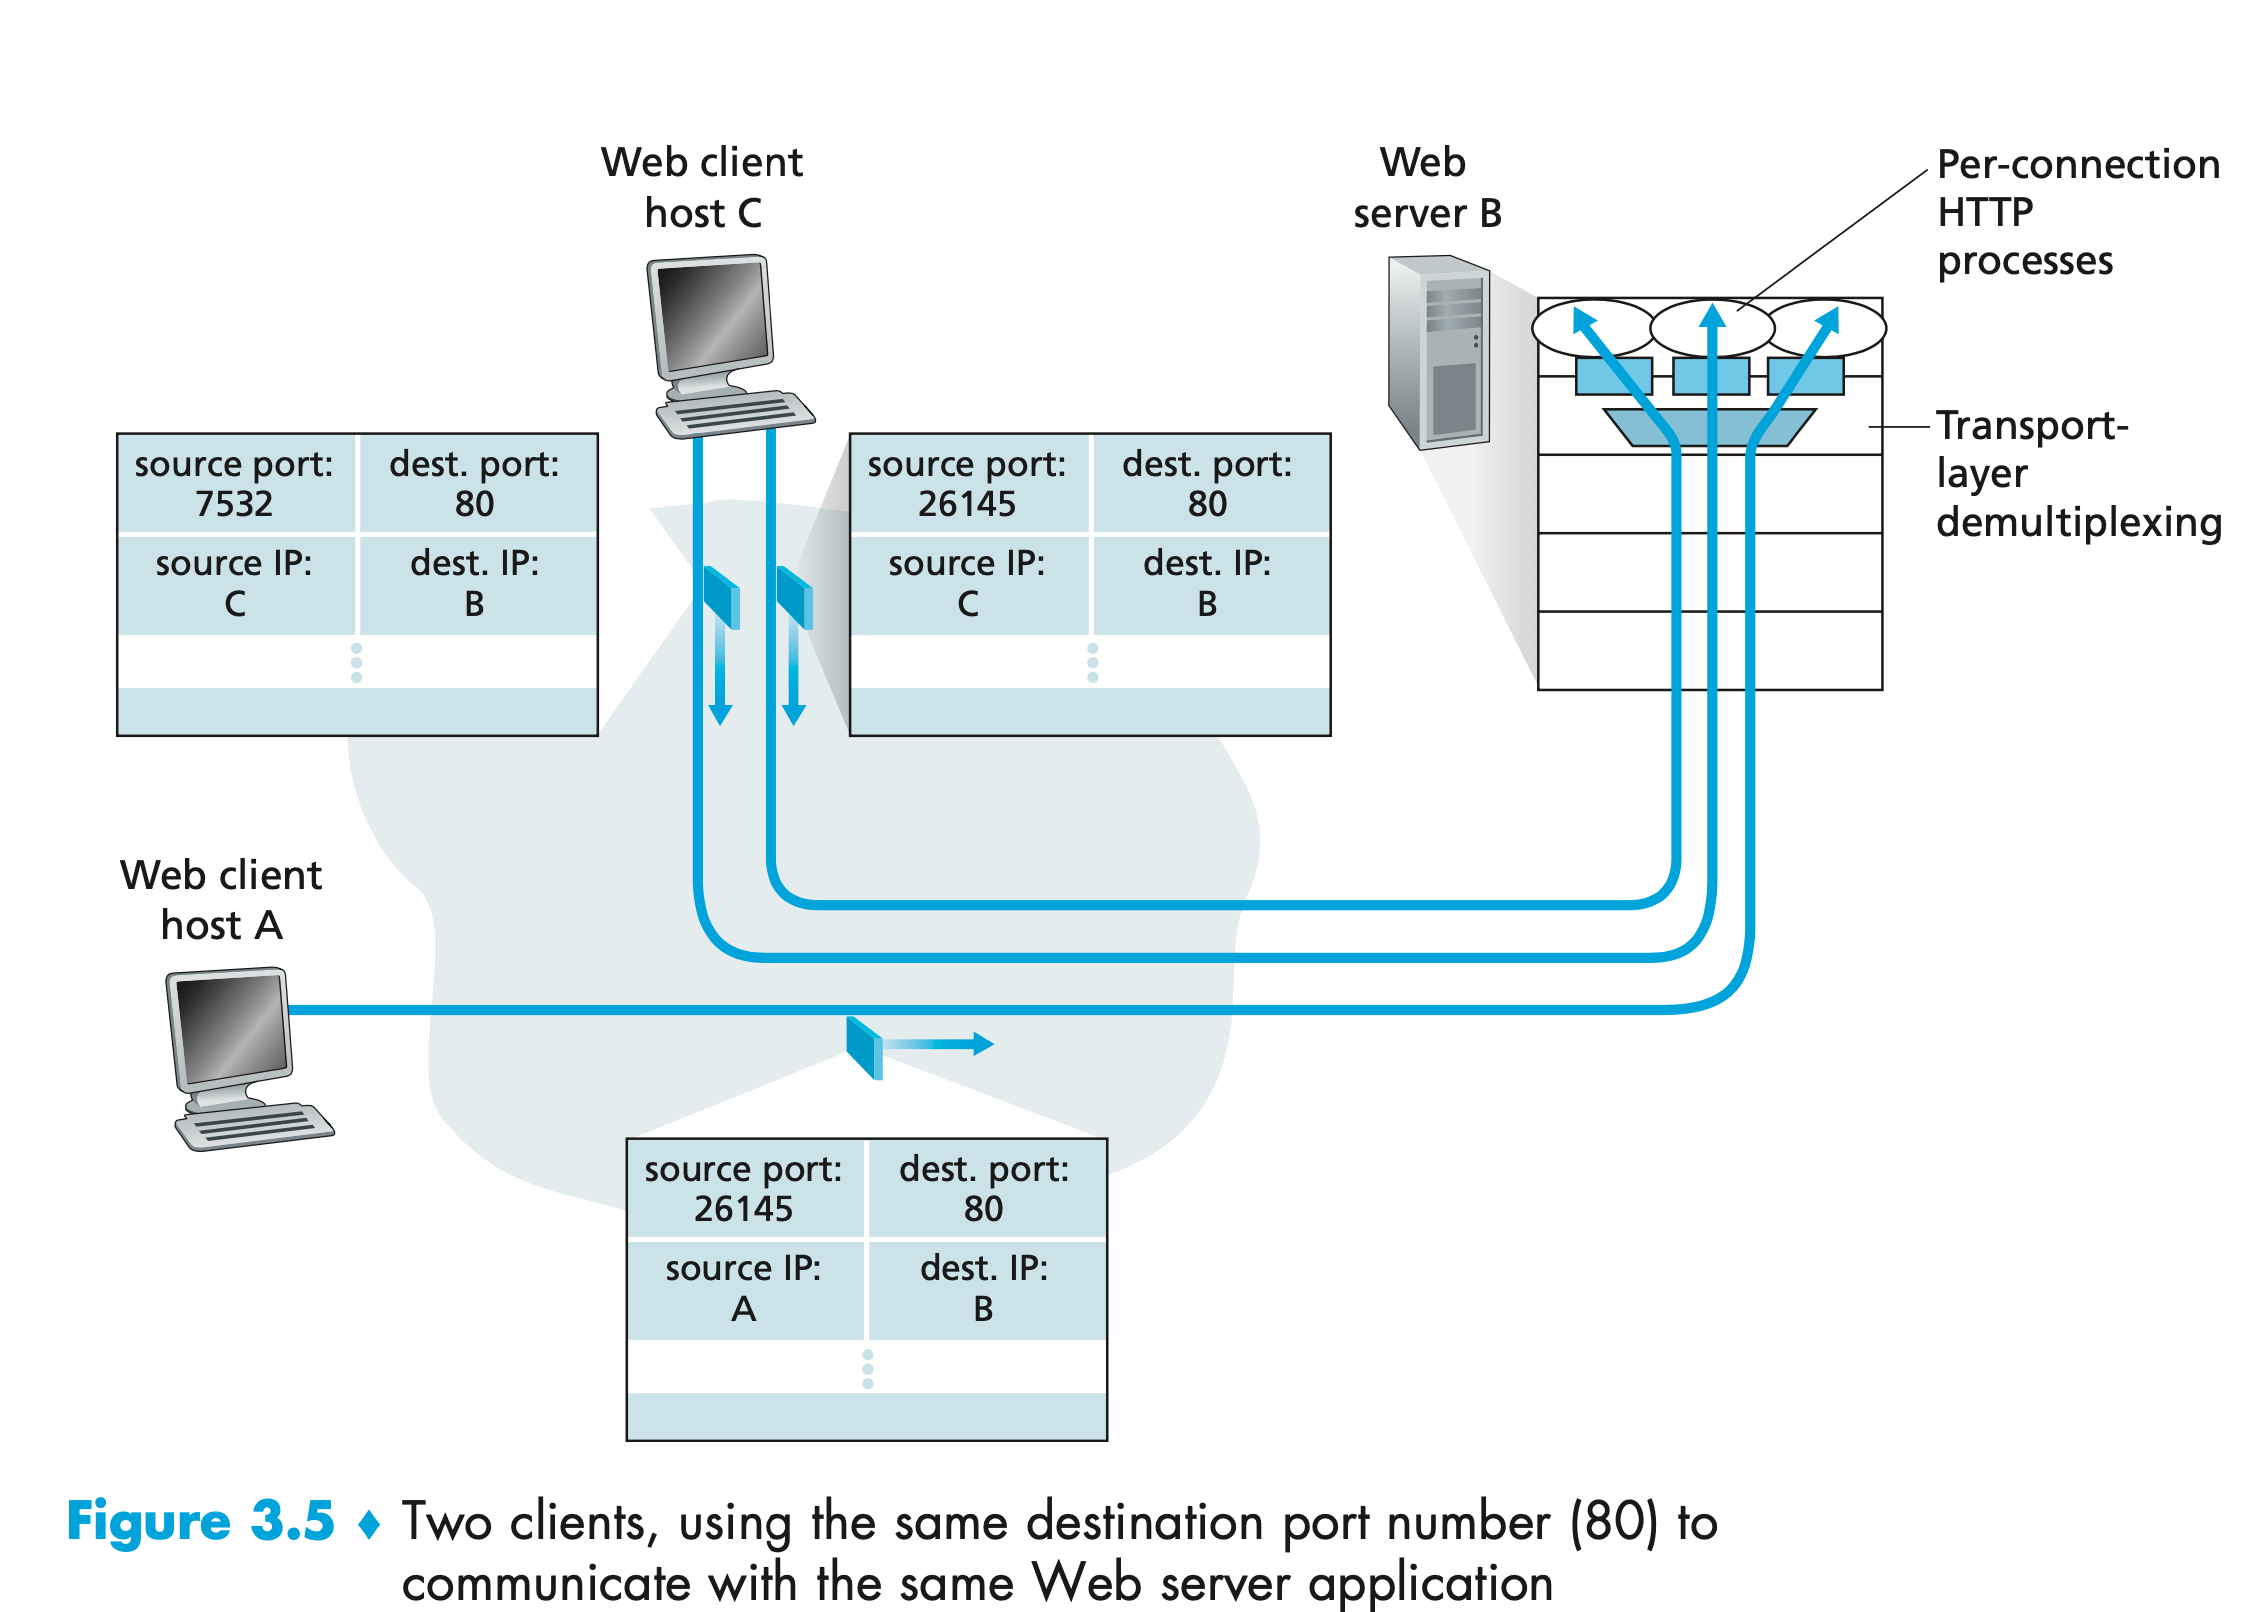 Web client
host C
Web
server B
Per-connection
HTTP
processes
Transport-
layer
demultiplexing
source port:
7532
dest. port:
80
source IP:
C
dest. IP:
B
source port:
26145
dest. port:
80
source IP:
C
dest. IP:
B
Web client
host A
source port:
26145
dest. port:
80
source IP:
A
dest. IP:
B
Figure 3.5 ♦ Two clients, using the same destination port number (80) to
communicate with the same Web server application